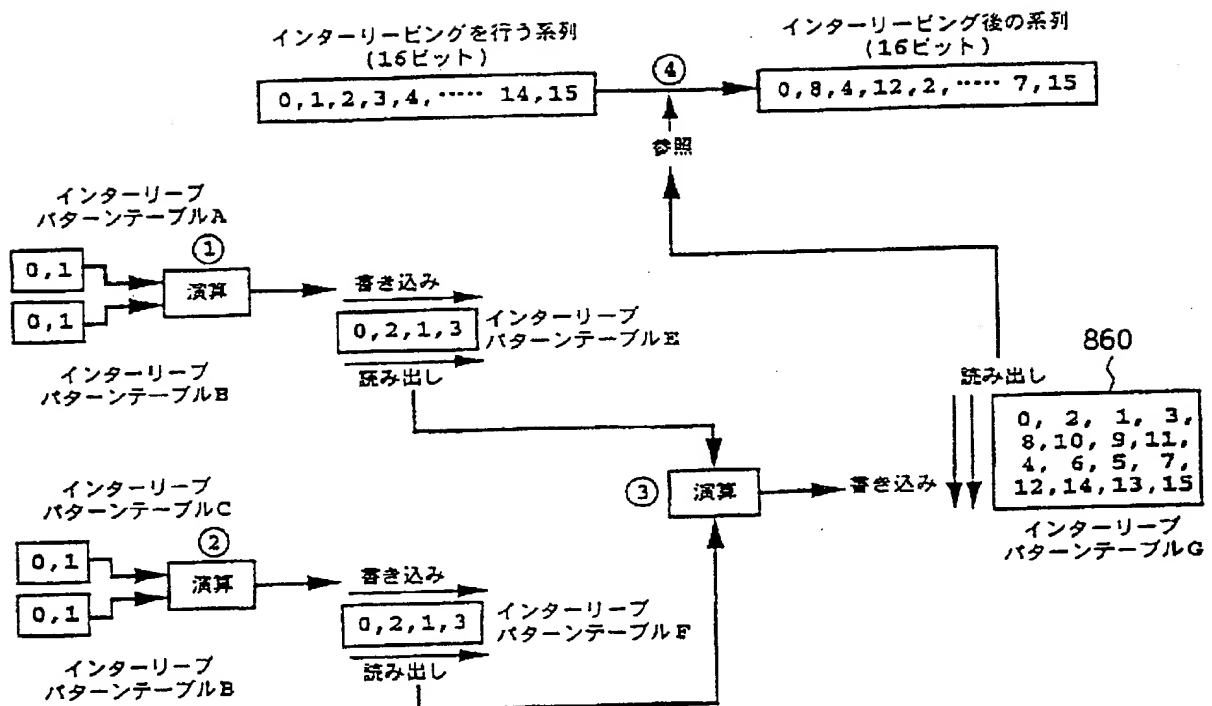 インターリービングを行う系列
(16ビット)
0,1,2,3,4,····· 14,15
④
インターリービング後の系列
(16ビット)
0,8,4,12,2,····· 7,15
参照
インターリーブ
パターンテーブルA
0,1
0,1
①
演算
インターリーブ
パターンテーブルB
書き込み
0,2,1,3
読み出し
インターリーブ
パターンテーブルE
インターリーブ
パターンテーブルC
0,1
0,1
②
演算
インターリーブ
パターンテーブルB
書き込み
0,2,1,3
読み出し
インターリーブ
パターンテーブルF
③
演算
書き込み
読み出し
860
0, 2, 1, 3,
8,10, 9,11,
4, 6, 5, 7,
12,14,13,15
インターリーブ
パターンテーブルG